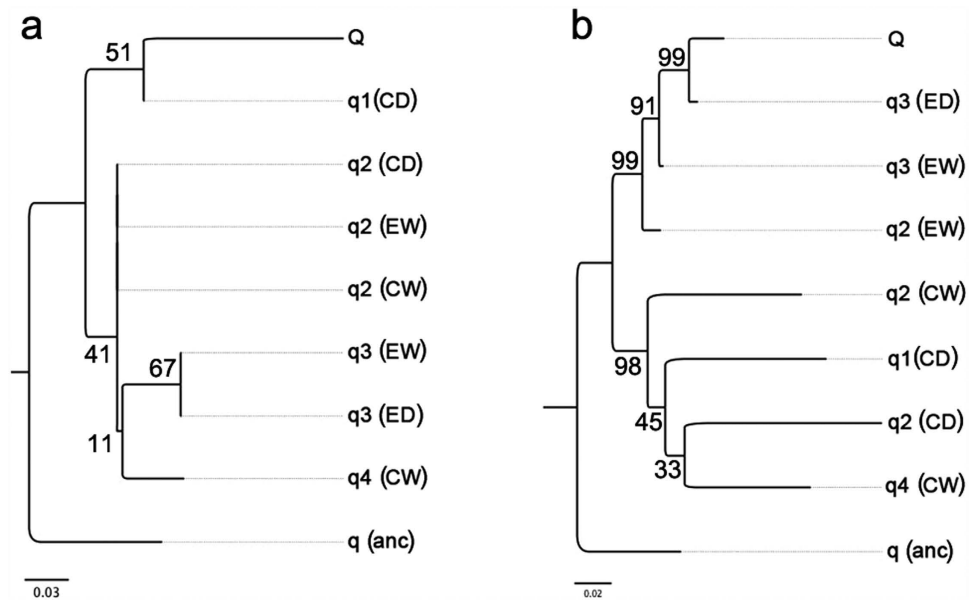 a
51
Q
q1(CD)
q2 (CD)
q2 (EW)
q2 (CW)
41
67
q3 (EW)
q3 (ED)
11
q4 (CW)
q (anc)
0.03
b
99
Q
q3 (ED)
91
q3 (EW)
99
q2 (EW)
q2 (CW)
98
q1(CD)
45
q2 (CD)
33
q4 (CW)
q (anc)
0.02